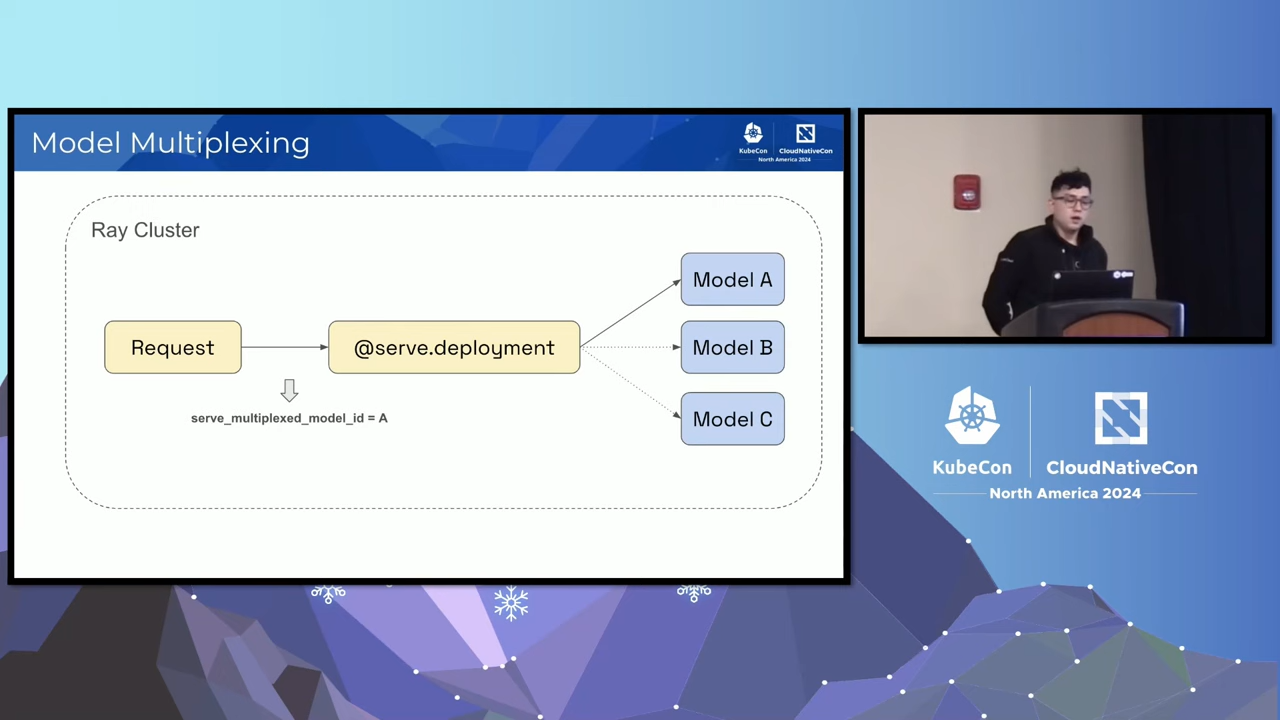 Model Multiplexing
KubeCon
CloudNativeCon
North America 2024
Ray Cluster
Request
@serve.deployment
Model A
Model B
Model C
serve_multiplexed_model_id = A
KubeCon
CloudNativeCon
North America 2024